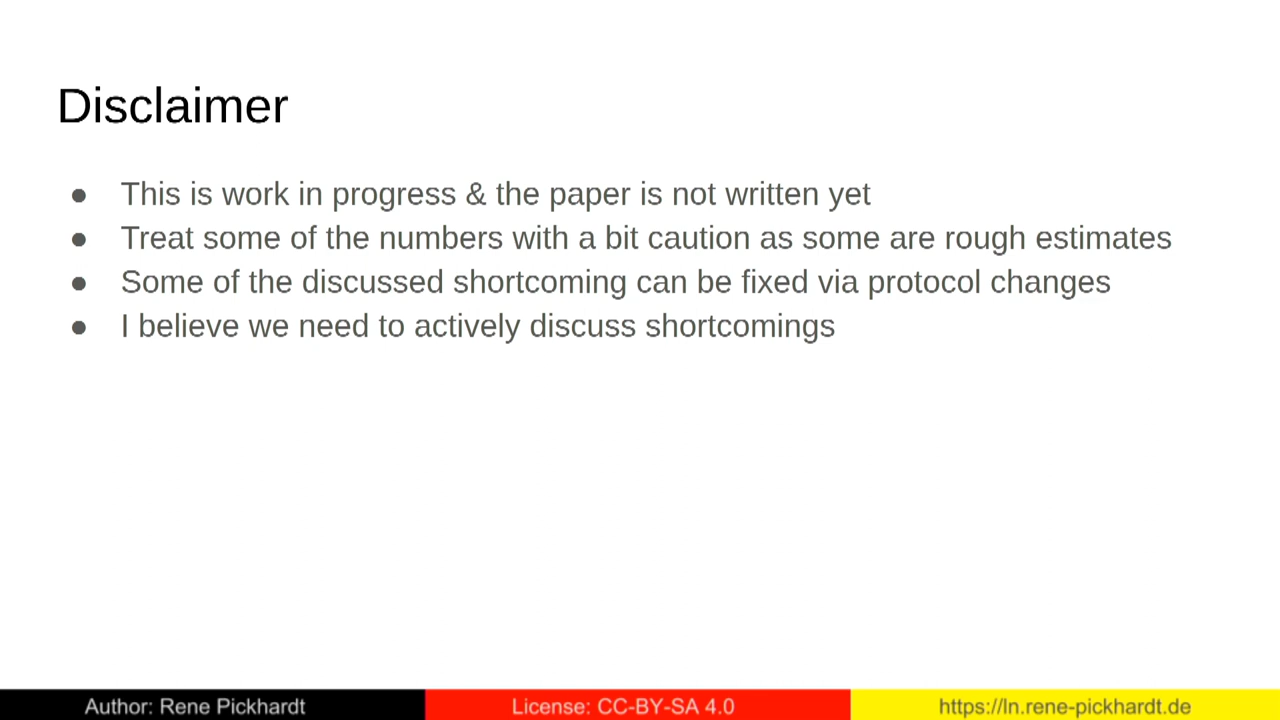 Disclaimer
● This is work in progress & the paper is not written yet
● Treat some of the numbers with a bit caution as some are rough estimates
● Some of the discussed shortcoming can be fixed via protocol changes
● I believe we need to actively discuss shortcomings
Author: Rene Pickhardt
License: CC-BY-SA 4.0
https://ln.rene-pickhardt.de